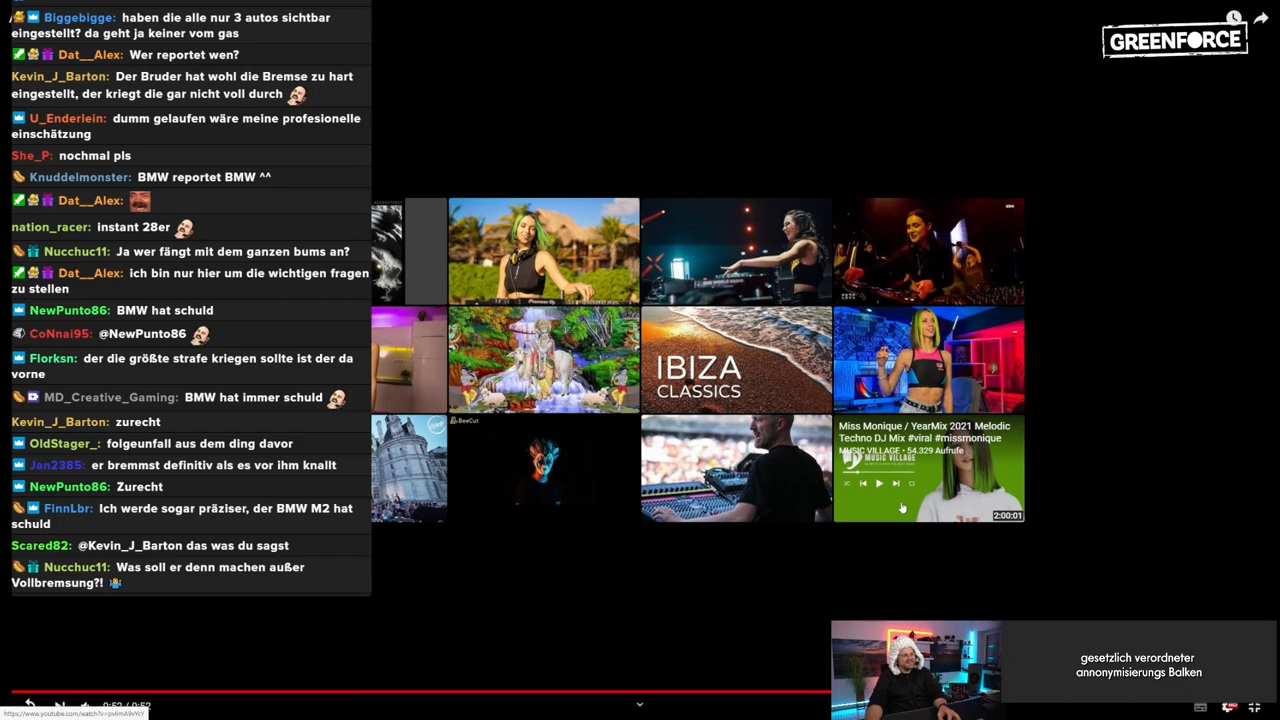 Biggebigge: haben die alle nur 3 autos sichtbar
eingestellt? da geht ja keiner vom gas
Dat__Alex: Wer reportet wen?
Kevin_J_Barton: Der Bruder hat wohl die Bremse zu hart
eingestellt, der kriegt die gar nicht voll durch
U_Enderlein: dumm gelaufen wäre meine profesionelle
einschätzung
She_P: nochmal pls
Knuddelmonster: BMW reportet BMW ^^
Dat__Alex:
nation_racer: instant 28er
Nucchuc11: Ja wer fängt mit dem ganzen bums an?
Dat__Alex: ich bin nur hier um die wichtigen fragen
zu stellen
NewPunto86: BMW hat schuld
CoNnai95: @NewPunto86
Florksn: der die größte strafe kriegen sollte ist der da
vorne
MD_Creative_Gaming: BMW hat immer schuld
Kevin_J_Barton: zurecht
OldStager_: folgeunfall aus dem ding davor
Jan2385: er bremmst definitiv als es vor ihm knallt
NewPunto86: Zurecht
FinnLbr: Ich werde sogar präziser, der BMW M2 hat
schuld
Scared82: @Kevin_J_Barton das was du sagst
Nucchuc11: Was soll er denn machen außer
Vollbremsung?!
GREENFORCE
IBIZA
CLASSICS
BeeCut
Miss Monique / YearMix 2021 Melodic
Techno DJ Mix #viral #missmonique
MUSIC VILLAGE • 54.329 Aufrufe
MUSIC VILLAGE
2:00:01
gesetzlich verordneter
annonymisierungs Balken
0:52 / 0:52